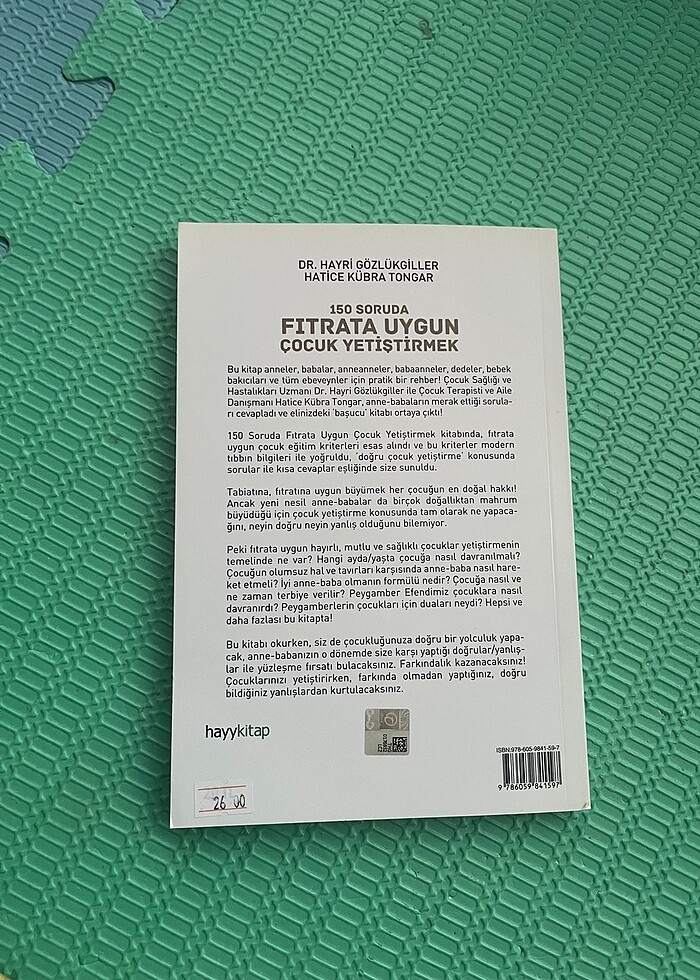 DR. HAYRİ GÖZLÜKGİLLER
HATİCE KÜBRA TONGAR
150 SORUDA
FITRATA UYGUN
ÇOCUK YETİŞTİRMEK
Bu kitap anneler, babalar, anneanneler, babaanneler, dedeler, bebek
bakıcıları ve tüm ebeveynler için pratik bir rehber! Çocuk Sağlığı ve
Hastalıkları Uzmanı Dr. Hayri Gözlükgiller ile Çocuk Terapisti ve Aile
Danışmanı Hatice Kübra Tongar, anne-babaların merak ettiği sorula-
rı cevapladı ve elinizdeki 'başucu' kitabı ortaya çıktı!
150 Soruda Fıtrata Uygun Çocuk Yetiştirmek kitabında, fıtrata
uygun çocuk eğitim kriterleri esas alındı ve bu kriterler modern
tıbbın bilgileri ile yoğruldu, 'doğru çocuk yetiştirme' konusunda
sorular ile kısa cevaplar eşliğinde size sunuldu.
Tabiatına, fıtratına uygun büyümek her çocuğun en doğal hakkı!
Ancak yeni nesil anne-babalar da birçok doğallıktan mahrum
büyüdüğü için çocuk yetiştirme konusunda tam olarak ne yapaca-
ğını, neyin doğru neyin yanlış olduğunu bilemiyor.
Peki fıtrata uygun hayırlı, mutlu ve sağlıklı çocuklar yetiştirmenin
temelinde ne var? Hangi ayda/yaşta çocuğa nasıl davranılmalı?
Çocuğun olumsuz hal ve tavırları karşısında anne-baba nasıl hare-
ket etmeli? İyi anne-baba olmanın formülü nedir? Çocuğa nasıl ve
ne zaman terbiye verilir? Peygamber Efendimiz çocuklara nasıl
davranırdı? Peygamberlerin çocukları için duaları neydi? Hepsi ve
daha fazlası bu kitapta!
Bu kitabı okurken, siz de çocukluğunuza doğru bir yolculuk yapa-
cak, anne-babanızın o dönemde size karşı yaptığı doğrular/yanlış-
lar ile yüzleşme fırsatı bulacaksınız. Farkındalık kazanacaksınız!
Çocuklarınızı yetiştirirken, farkında olmadan yaptığınız, doğru
bildiğiniz yanlışlardan kurtulacaksınız.
hayykitap
ISBN:978-605-9841-59-7
9 786059 841597
26 00